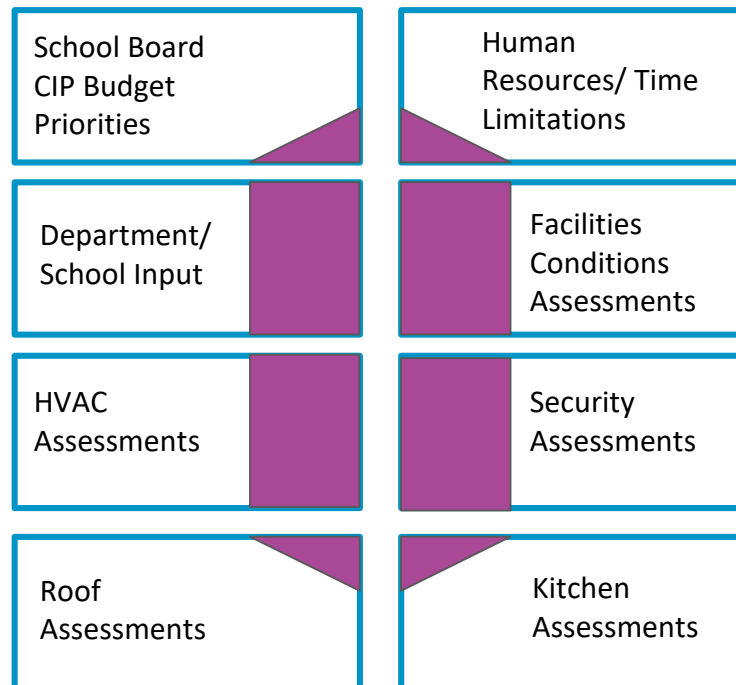 School Board
CIP Budget
Priorities
Human
Resources/ Time
Limitations
Department/
School Input
Facilities
Conditions
Assessments
HVAC
Assessments
Security
Assessments
Roof
Assessments
Kitchen
Assessments